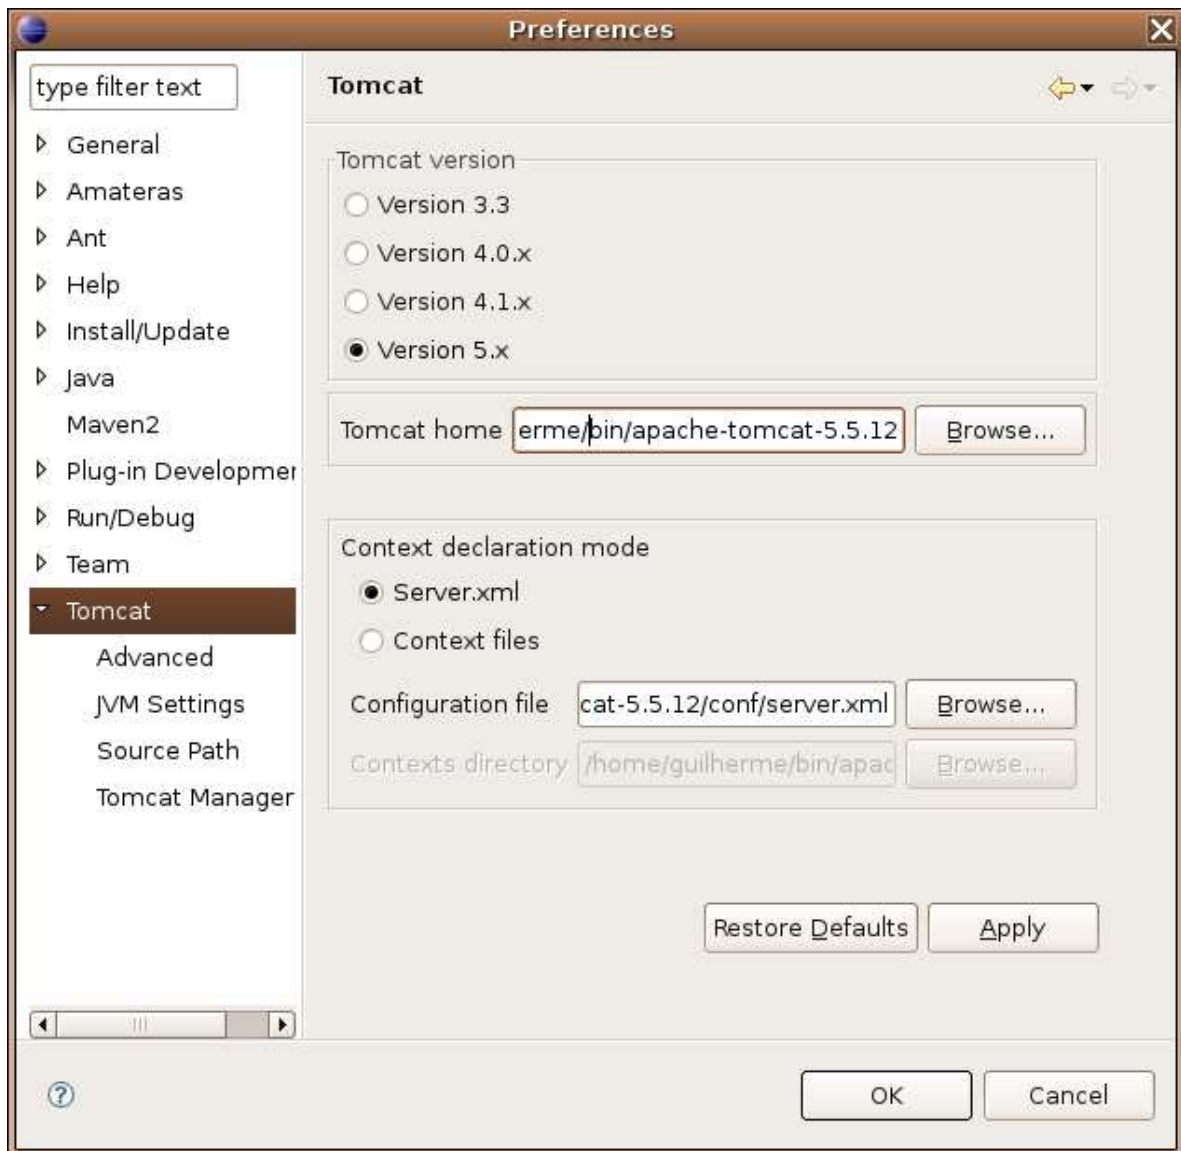 Preferences
type filter text
General
Amateras
Ant
Help
Install/Update
Java
Maven2
Plug-in Developmen
Run/Debug
Team
Tomcat
Advanced
JVM Settings
Source Path
Tomcat Manager
Tomcat
Tomcat version
Version 3.3
Version 4.0.x
Version 4.1.x
Version 5.x
Tomcat home erme/bin/apache-tomcat-5.5.12 Browse...
Context declaration mode
Server.xml
Context files
Configuration file cat-5.5.12/conf/server.xml Browse...
Contexts directory /home/guilherme/bin/apac Browse...
Restore Defaults Apply
OK Cancel